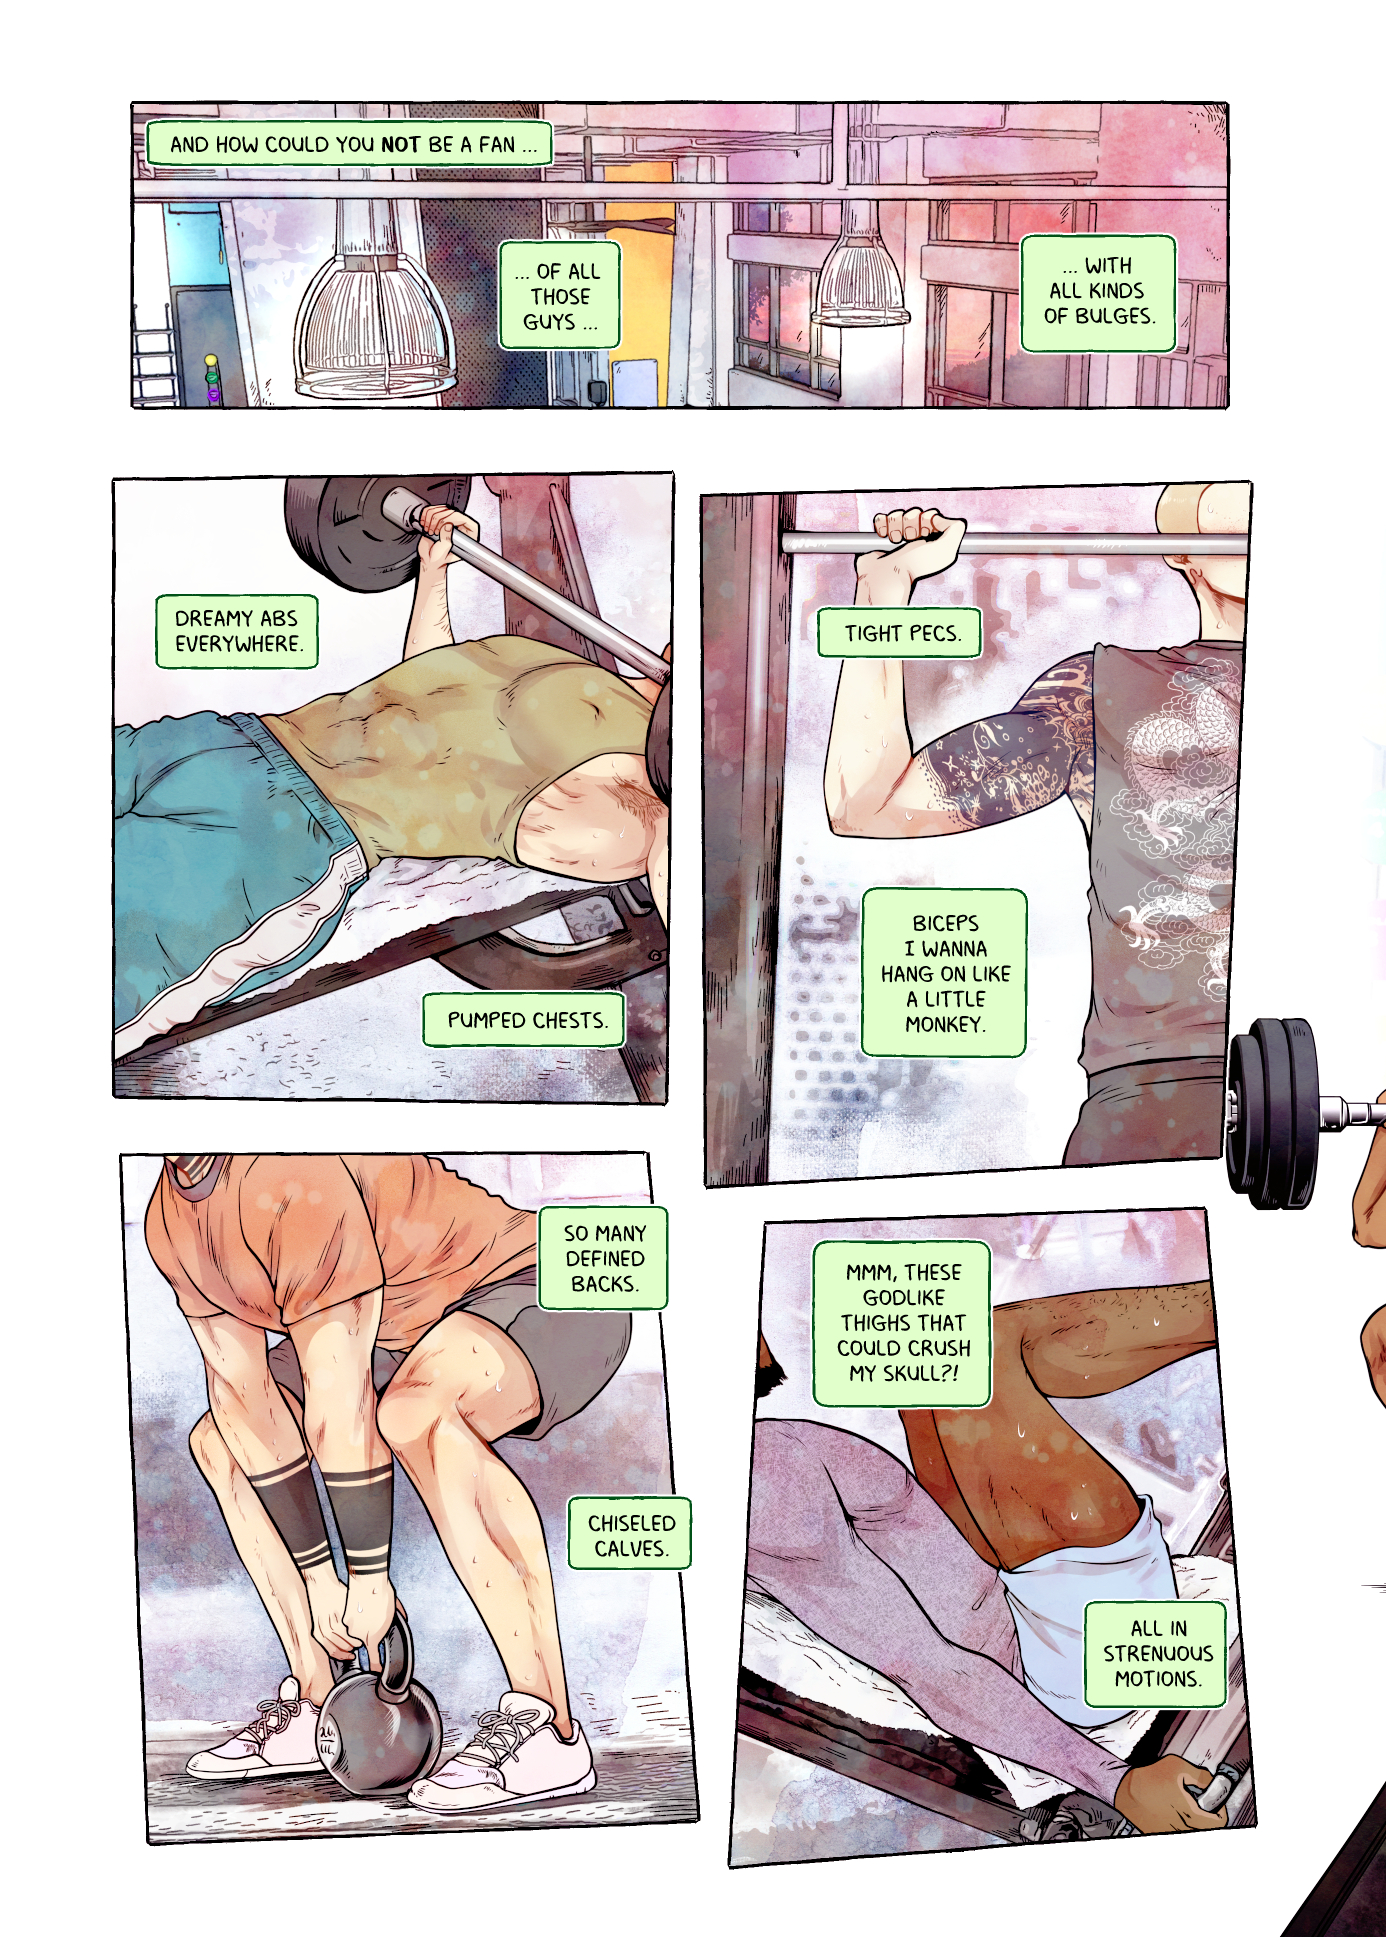 AND HOW COULD YOU NOT BE A FAN ...
... OF ALL
THOSE
GUYS ...
... WITH
ALL KINDS
OF BULGES.
DREAMY ABS
EVERYWHERE.
PUMPED CHESTS.
TIGHT PECS.
BICEPS
I WANNA
HANG ON LIKE
A LITTLE
MONKEY.
SO MANY
DEFINED
BACKS.
CHISELED
CALVES.
MMM, THESE
GODLIKE
THIGHS THAT
COULD CRUSH
MY SKULL?!
ALL IN
STRENUOUS
MOTIONS.